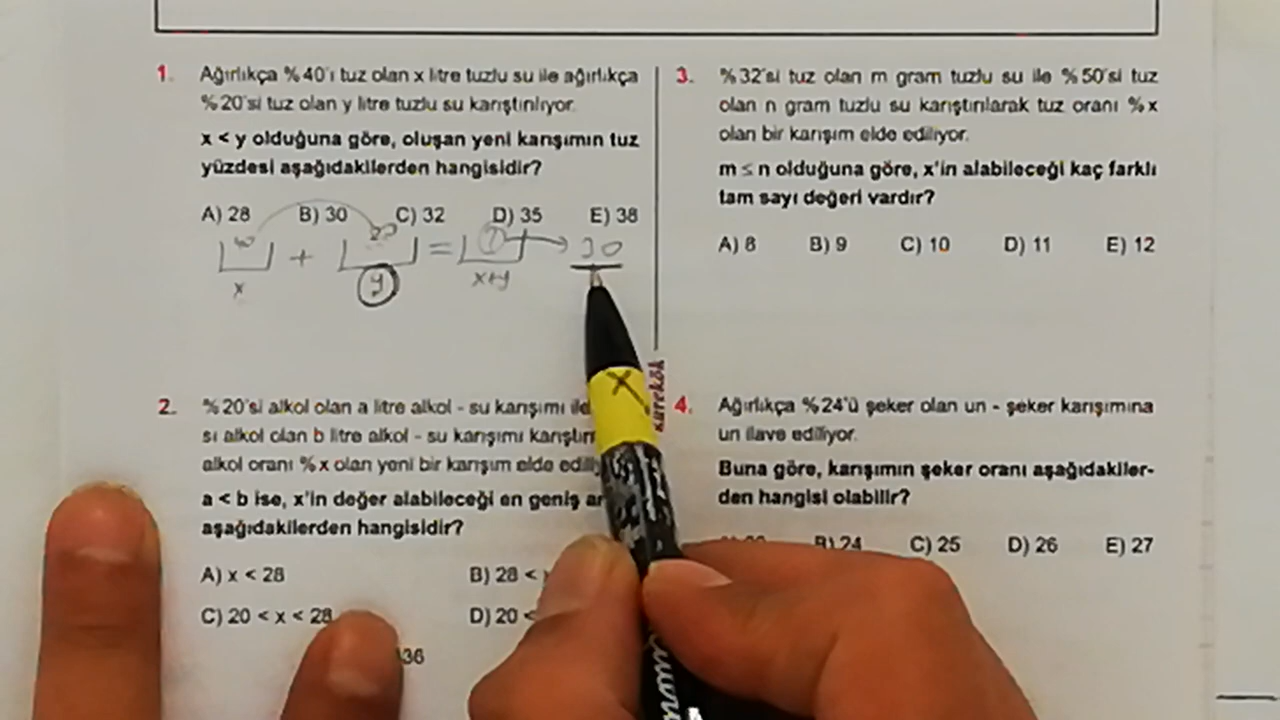 1. Ağırlıkça %40'ı tuz olan x litre tuzlu su ile ağırlıkça
%20'si tuz olan y litre tuzlu su karıştırılıyor.
x < y olduğuna göre, oluşan yeni karışımın tuz
yüzdesi aşağıdakilerden hangisidir?
A) 28 B) 30 C) 32 D) 35 E) 38
40 + 20 = ? 30
x y x+y
2. %20'si alkol olan a litre alkol - su karışımı ile
si alkol olan b litre alkol - su karışımı
alkol oranı %x olan yeni bir karışım elde
a < b ise, x'in değer alabileceği en geniş
aşağıdakilerden hangisidir?
A) x < 28 B) 28 <
C) 20 < x < 28 D) 20 <
36
3. %32'si tuz olan m gram tuzlu su ile %50'si tuz
olan n gram tuzlu su karıştırılarak tuz oranı %x
olan bir karışım elde ediliyor.
m ≤ n olduğuna göre, x'in alabileceği kaç farklı
tam sayı değeri vardır?
A) 8 B) 9 C) 10 D) 11 E) 12
karekök
4. Ağırlıkça %24'ü şeker olan un - şeker karışımına
un ilave ediliyor.
Buna göre, karışımın şeker oranı aşağıdakiler-
den hangisi olabilir?
B) 24 C) 25 D) 26 E) 27